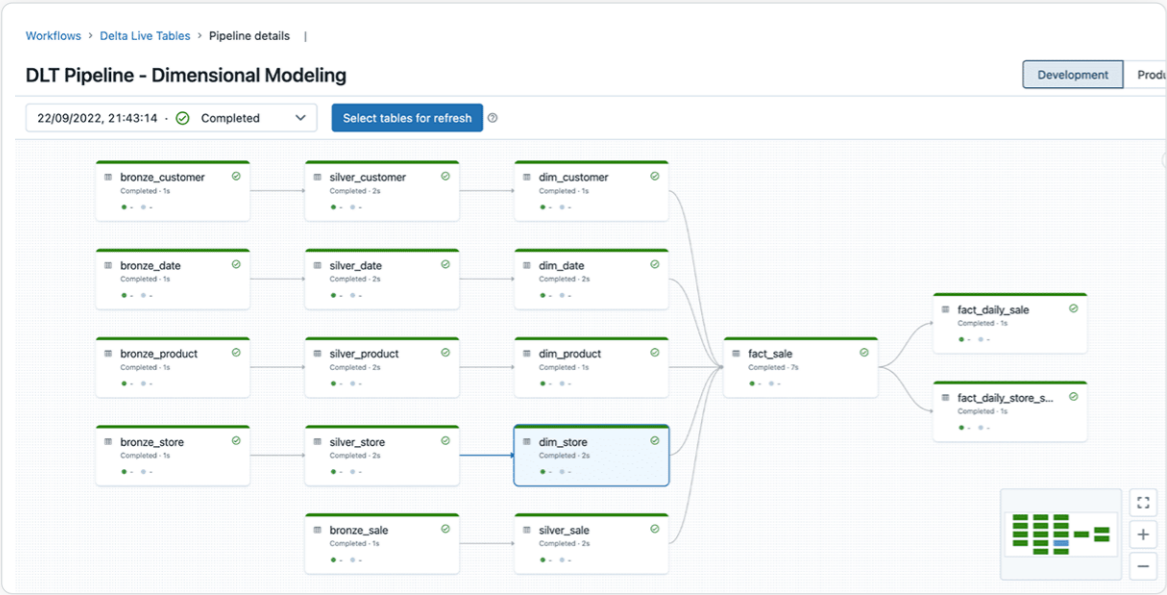 Workflows > Delta Live Tables > Pipeline details |
DLT Pipeline - Dimensional Modeling
Development Produ
22/09/2022, 21:43:14 · Completed
Select tables for refresh
bronze_customer silver_customer dim_customer
Completed - 1s Completed - 2s Completed - 1s
bronze_date silver_date dim_date
Completed - 1s Completed - 2s Completed - 2s
fact_daily_sale
Completed - 1s
bronze_product silver_product dim_product fact_sale
Completed - 1s Completed - 2s Completed - 1s Completed - 7s
fact_daily_store_s...
Completed - 1s
bronze_store silver_store dim_store
Completed - 1s Completed - 2s Completed - 2s
bronze_sale silver_sale
Completed - 1s Completed - 2s